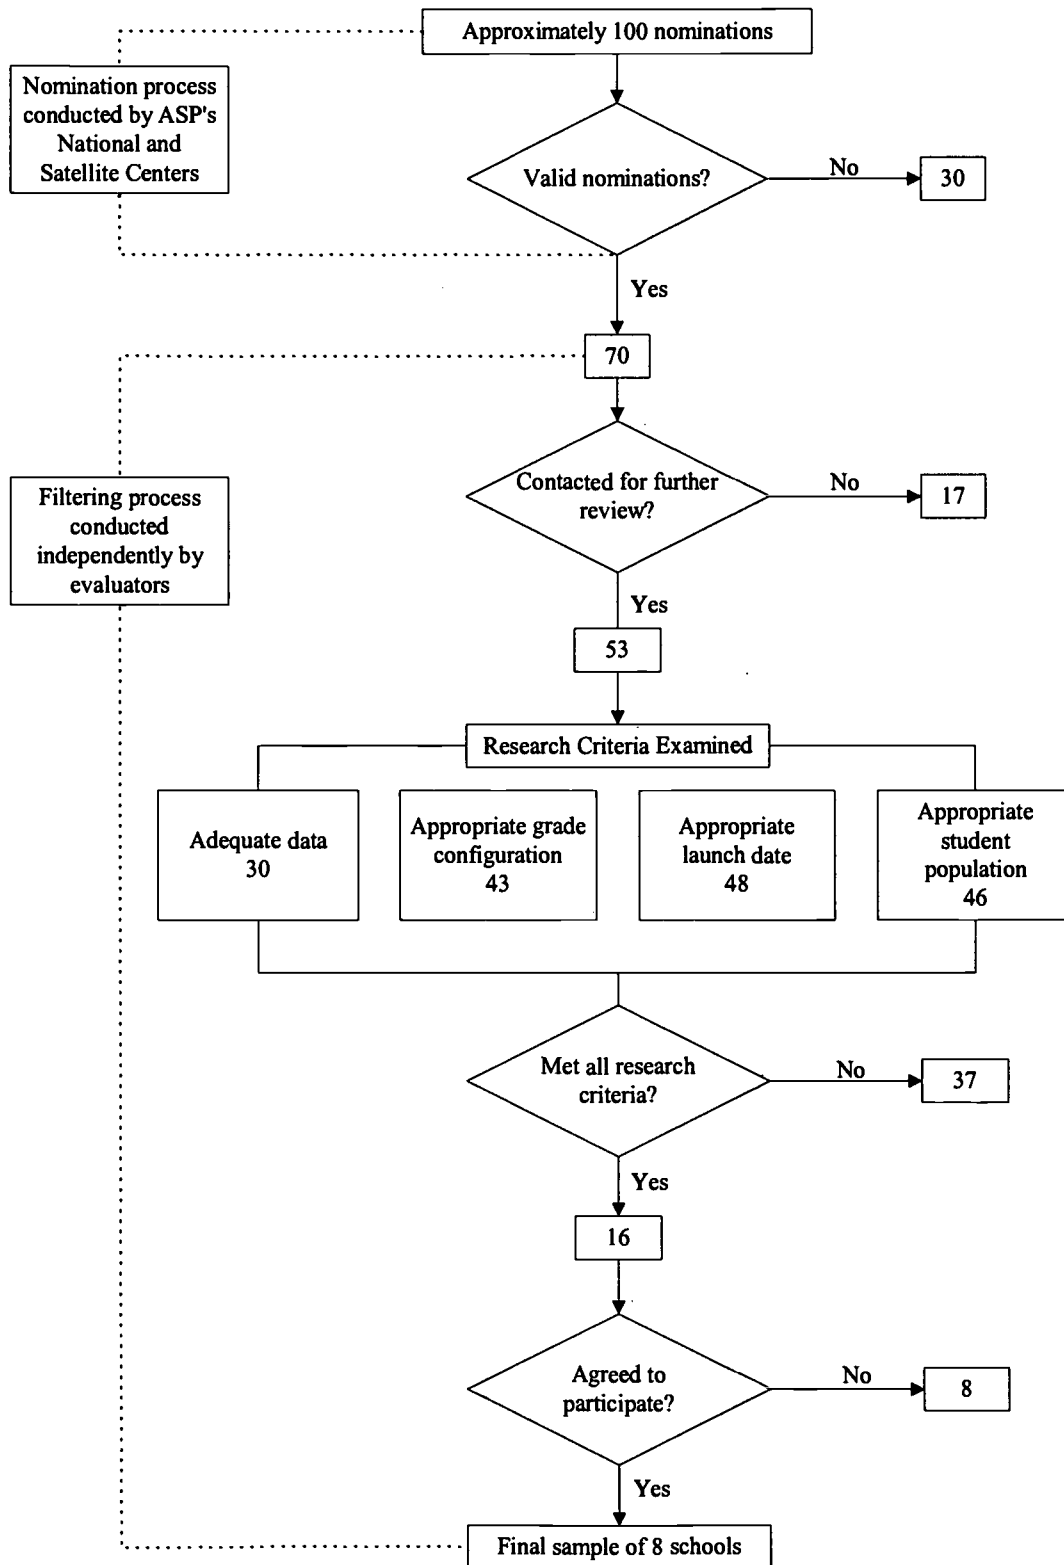 Approximately 100 nominations
Nomination process
conducted by ASP's
National and
Satellite Centers
Valid nominations?
No
30
Yes
70
Filtering process
conducted
independently by
evaluators
Contacted for further
review?
No
17
Yes
53
Research Criteria Examined
Adequate data
30
Appropriate grade
configuration
43
Appropriate
launch date
48
Appropriate
student
population
46
Met all research
criteria?
No
37
Yes
16
Agreed to
participate?
No
8
Yes
Final sample of 8 schools